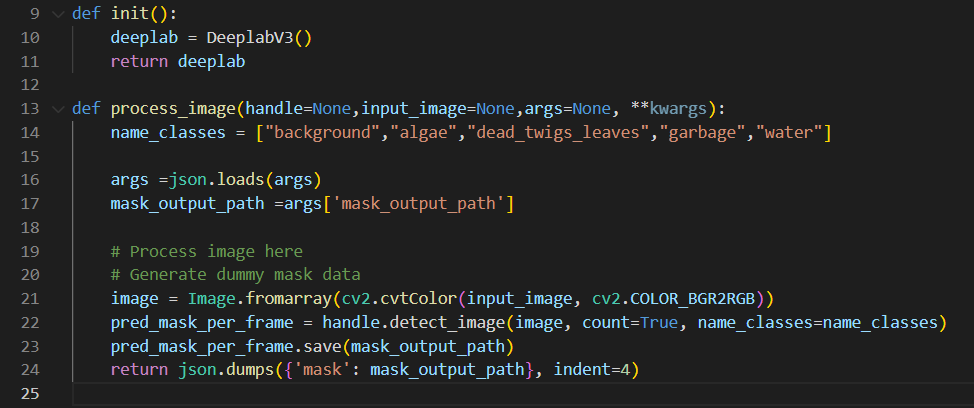 9 def init():
10     deeplab = DeeplabV3()
11     return deeplab
12
13 def process_image(handle=None,input_image=None,args=None, **kwargs):
14     name_classes = ["background","algae","dead_twigs_leaves","garbage","water"]
15
16     args =json.loads(args)
17     mask_output_path =args['mask_output_path']
18
19     # Process image here
20     # Generate dummy mask data
21     image = Image.fromarray(cv2.cvtColor(input_image, cv2.COLOR_BGR2RGB))
22     pred_mask_per_frame = handle.detect_image(image, count=True, name_classes=name_classes)
23     pred_mask_per_frame.save(mask_output_path)
24     return json.dumps({'mask': mask_output_path}, indent=4)
25